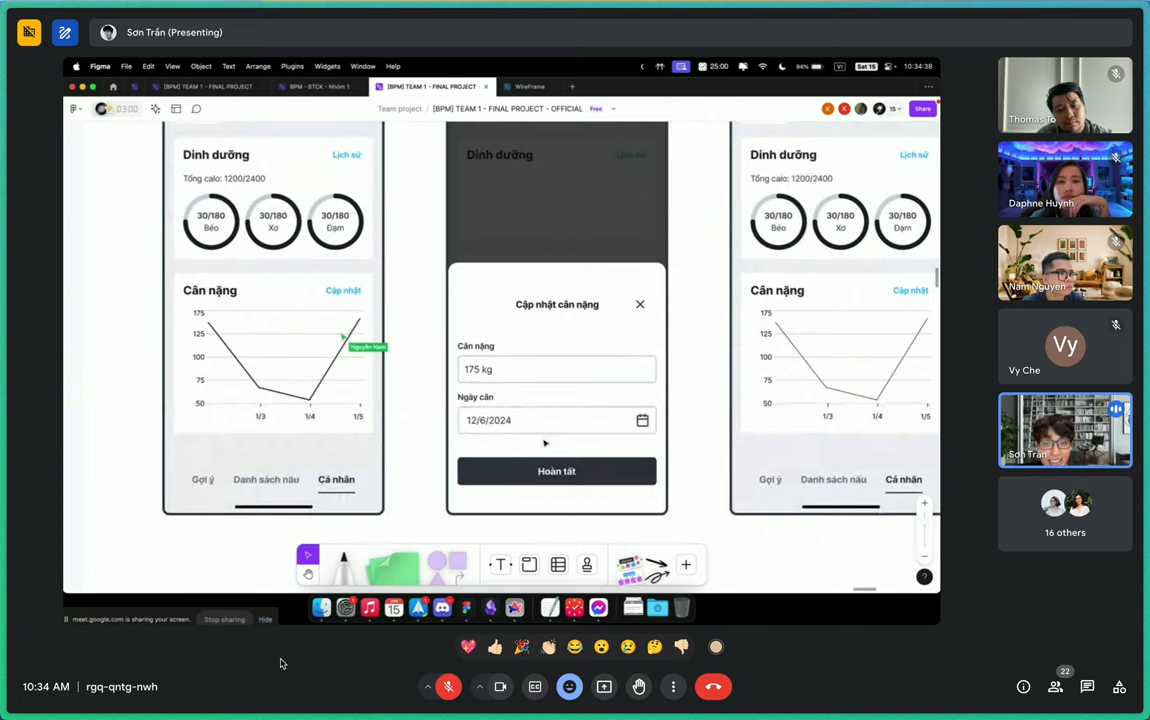 Sơn Trần (Presenting)
Figma File Edit View Object Text Arrange Plugins Widgets Window Help
25:00 94% VI Sat 15 10:34:38
[BPM] TEAM 1 - FINAL PROJECT -
BPM - BTCK - Nhóm 1
[BPM] TEAM 1 - FINAL PROJECT -
WireFrame
03:00
Team project / [BPM] TEAM 1 - FINAL PROJECT - OFFICIAL Free
K K 15 Share
Dinh dưỡng Lịch sử
Tổng calo: 1200/2400
30/180 30/180 30/180
Béo Xơ Đạm
Cân nặng Cập nhật
175
125
100
75
50
1/3 1/4 1/5
Nguyễn Nam
Gợi ý Danh sách nấu Cá nhân
Dinh dưỡng
Cập nhật cân nặng
Cân nặng
175 kg
Ngày cân
12/6/2024
Hoàn tất
Dinh dưỡng Lịch sử
Tổng calo: 1200/2400
30/180 30/180 30/180
Béo Xơ Đạm
Cân nặng Cập nhật
175
125
100
75
50
1/3 1/4 1/5
Gợi ý Danh sách nấu Cá nhân
T
meet.google.com is sharing your screen. Stop sharing Hide
Thomas To
Daphne Huynh
Nam Nguyen
Vy
Vy Che
Sơn Trần
16 others
10:34 AM | rgq-qntg-nwh
22